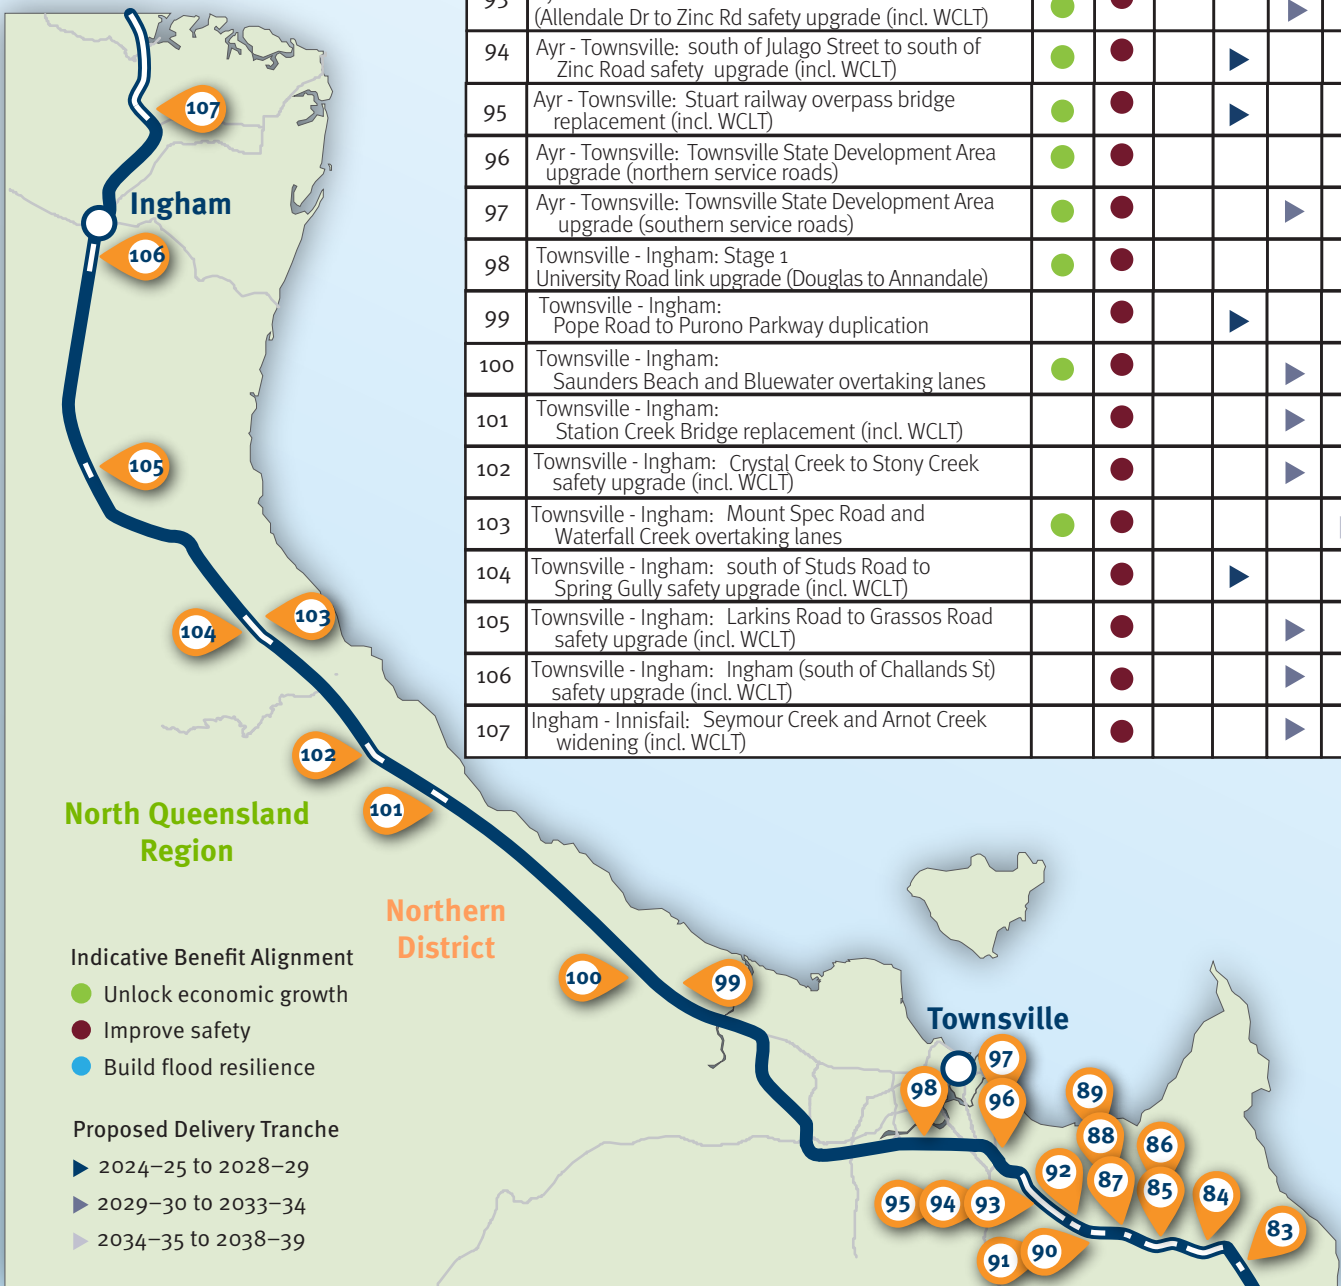 93
(Allendale Dr to Zinc Rd safety upgrade (incl. WCLT)
94
Ayr - Townsville: south of Julago Street to south of
Zinc Road safety upgrade (incl. WCLT)
95
Ayr - Townsville: Stuart railway overpass bridge
replacement (incl. WCLT)
96
Ayr - Townsville: Townsville State Development Area
upgrade (northern service roads)
97
Ayr - Townsville: Townsville State Development Area
upgrade (southern service roads)
98
Townsville - Ingham: Stage 1
University Road link upgrade (Douglas to Annandale)
99
Townsville - Ingham:
Pope Road to Purono Parkway duplication
100
Townsville - Ingham:
Saunders Beach and Bluewater overtaking lanes
101
Townsville - Ingham:
Station Creek Bridge replacement (incl. WCLT)
102
Townsville - Ingham: Crystal Creek to Stony Creek
safety upgrade (incl. WCLT)
103
Townsville - Ingham: Mount Spec Road and
Waterfall Creek overtaking lanes
104
Townsville - Ingham: south of Studs Road to
Spring Gully safety upgrade (incl. WCLT)
105
Townsville - Ingham: Larkins Road to Grassos Road
safety upgrade (incl. WCLT)
106
Townsville - Ingham: Ingham (south of Challands St)
safety upgrade (incl. WCLT)
107
Ingham - Innisfail: Seymour Creek and Arnot Creek
widening (incl. WCLT)
107
Ingham
106
105
103
104
102
101
North Queensland
Region
Northern
District
100
99
Indicative Benefit Alignment
Unlock economic growth
Improve safety
Build flood resilience
Proposed Delivery Tranche
2024–25 to 2028–29
2029–30 to 2033–34
2034–35 to 2038–39
Townsville
97
98
96
89
88
86
92
87
85
84
95
94
93
83
91
90